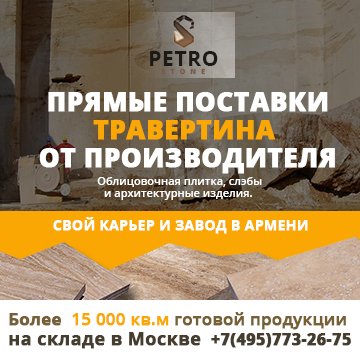 PETRO
STONE
ПРЯМЫЕ ПОСТАВКИ
ТРАВЕРТИНА
ОТ ПРОИЗВОДИТЕЛЯ
Облицовочная плитка, слэбы
и архитектурные изделия.
СВОЙ КАРЬЕР И ЗАВОД В АРМЕНИ
Более 15 000 кв.м готовой продукции
на складе в Москве +7(495)773-26-75